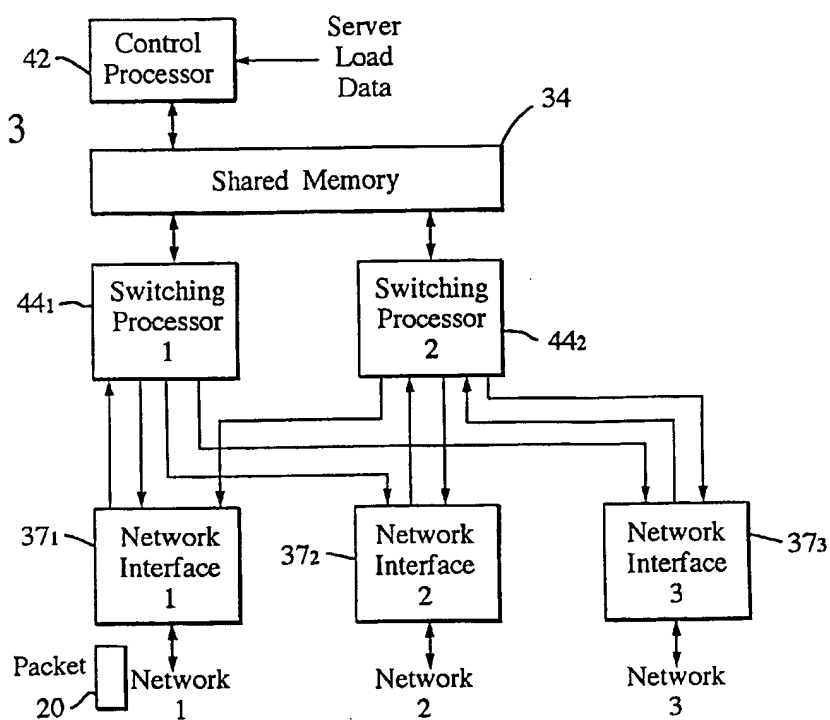 Control
Processor
42
Server
Load
Data
3
34
Shared Memory
Switching
Processor
1
44₁
Switching
Processor
2
44₂
Network
Interface
1
37₁
Network
Interface
2
37₂
Network
Interface
3
37₃
Packet
20
Network
1
Network
2
Network
3